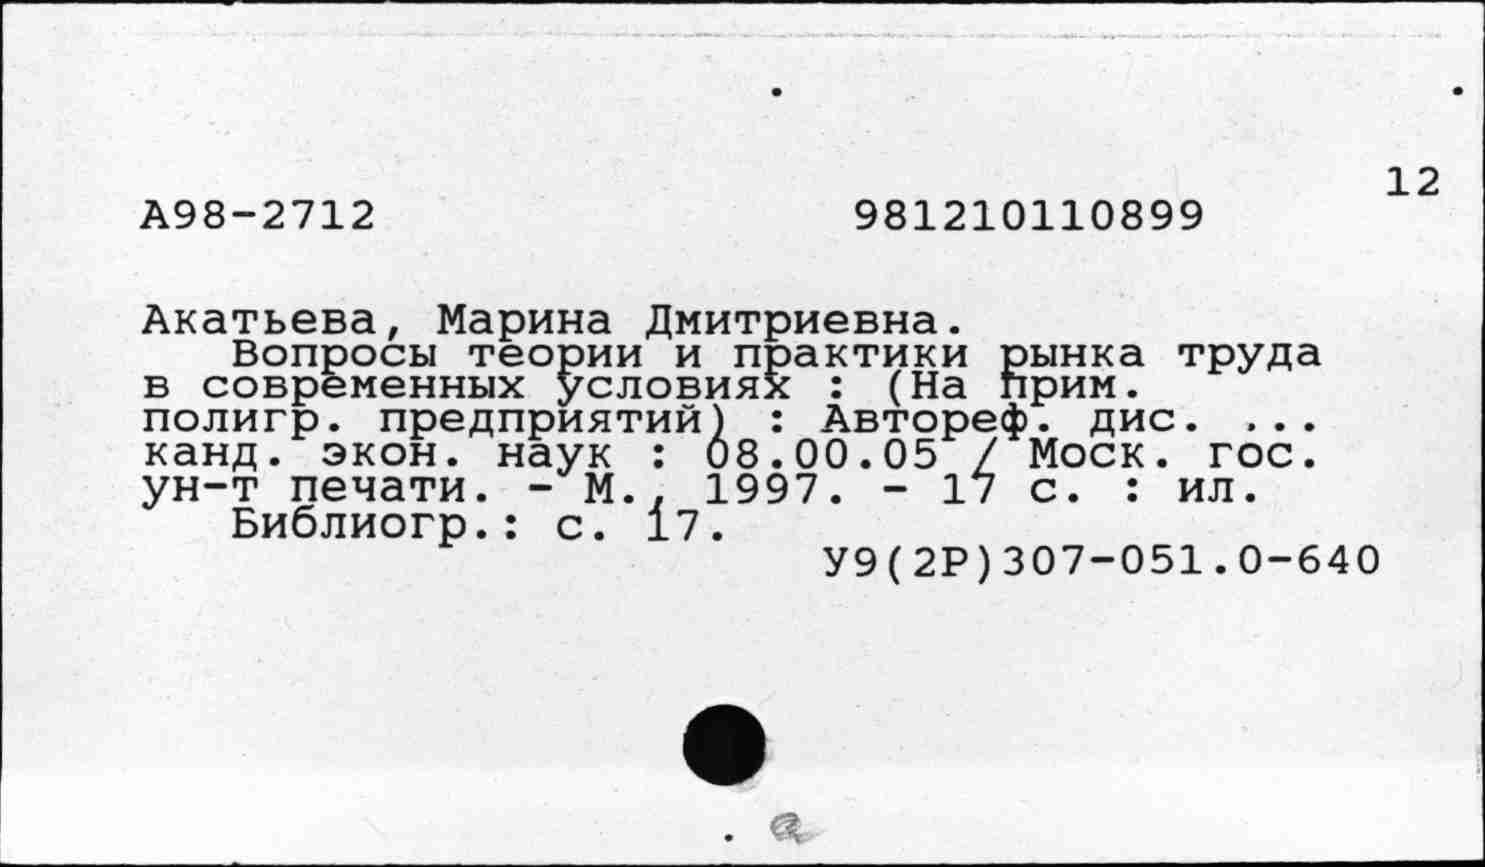 12
А98-2712 981210110899
Акатьева, Марина Дмитриевна.
Вопросы теории и практики рынка труда
в современных условиях : (На прим.
полигр. предприятий) : Автореф. дис. ...
канд. экон. наук : 08.00.05 / Моск. гос.
ун-т печати. - М., 1997. - 17 с. : ил.
Библиогр.: с. 17.
У9(2Р)307-051.0-640